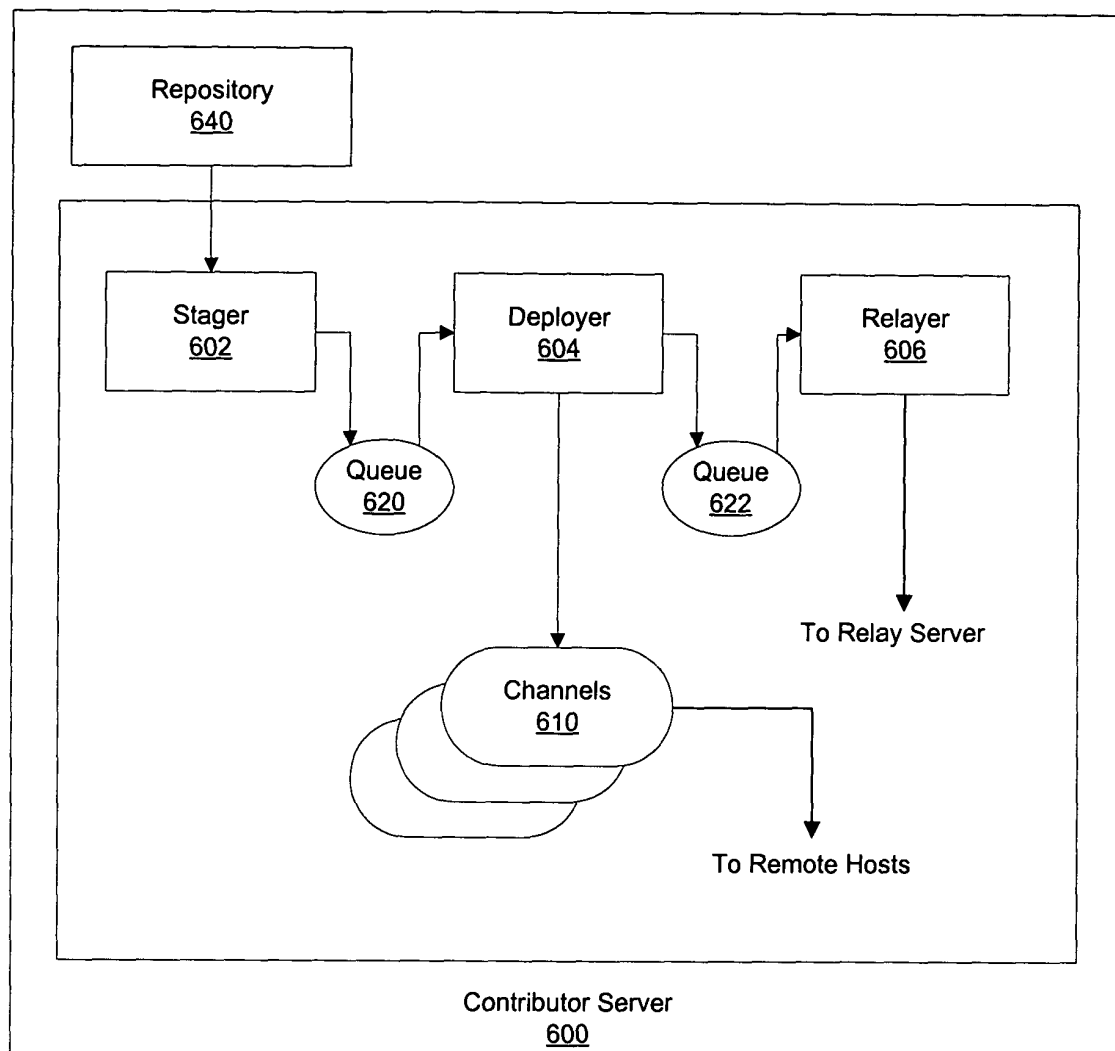 Repository
640
Stager
602
Deployer
604
Relayer
606
Queue
620
Queue
622
To Relay Server
Channels
610
To Remote Hosts
Contributor Server
600